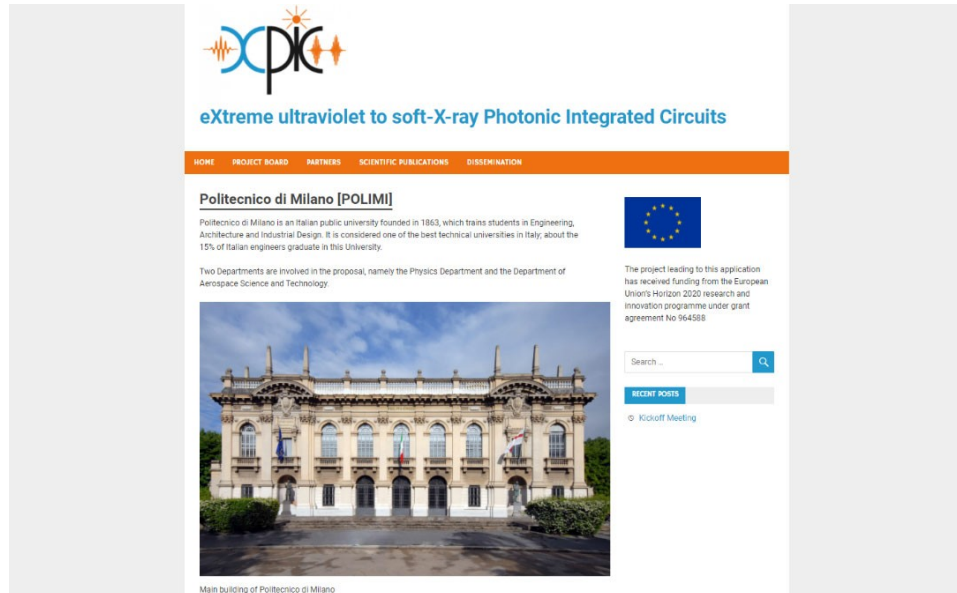 XPIC
eXtreme ultraviolet to soft-X-ray Photonic Integrated Circuits
HOME PROJECT BOARD PARTNERS SCIENTIFIC PUBLICATIONS DISSEMINATION
Politecnico di Milano [POLIMI]
Politecnico di Milano is an Italian public university founded in 1863, which trains students in Engineering,
Architecture and Industrial Design. It is considered one of the best technical universities in Italy; about the
15% of Italian engineers graduate in this University.
Two Departments are involved in the proposal, namely the Physics Department and the Department of
Aerospace Science and Technology.
Main building of Politecnico di Milano
The project leading to this application
has received funding from the European
Union's Horizon 2020 research and
innovation programme under grant
agreement No 964588
Search ...
RECENT POSTS
Kickoff Meeting